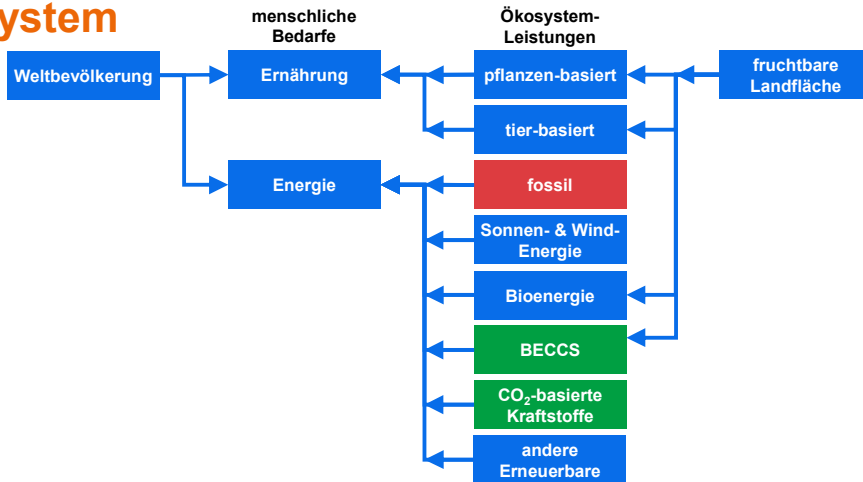 ystem
menschliche
Bedarfe
Ökosystem-
Leistungen
Weltbevölkerung
Ernährung
pflanzen-basiert
fruchtbare
Landfläche
tier-basiert
Energie
fossil
Sonnen- & Wind-
Energie
Bioenergie
BECCS
CO₂-basierte
Kraftstoffe
andere
Erneuerbare